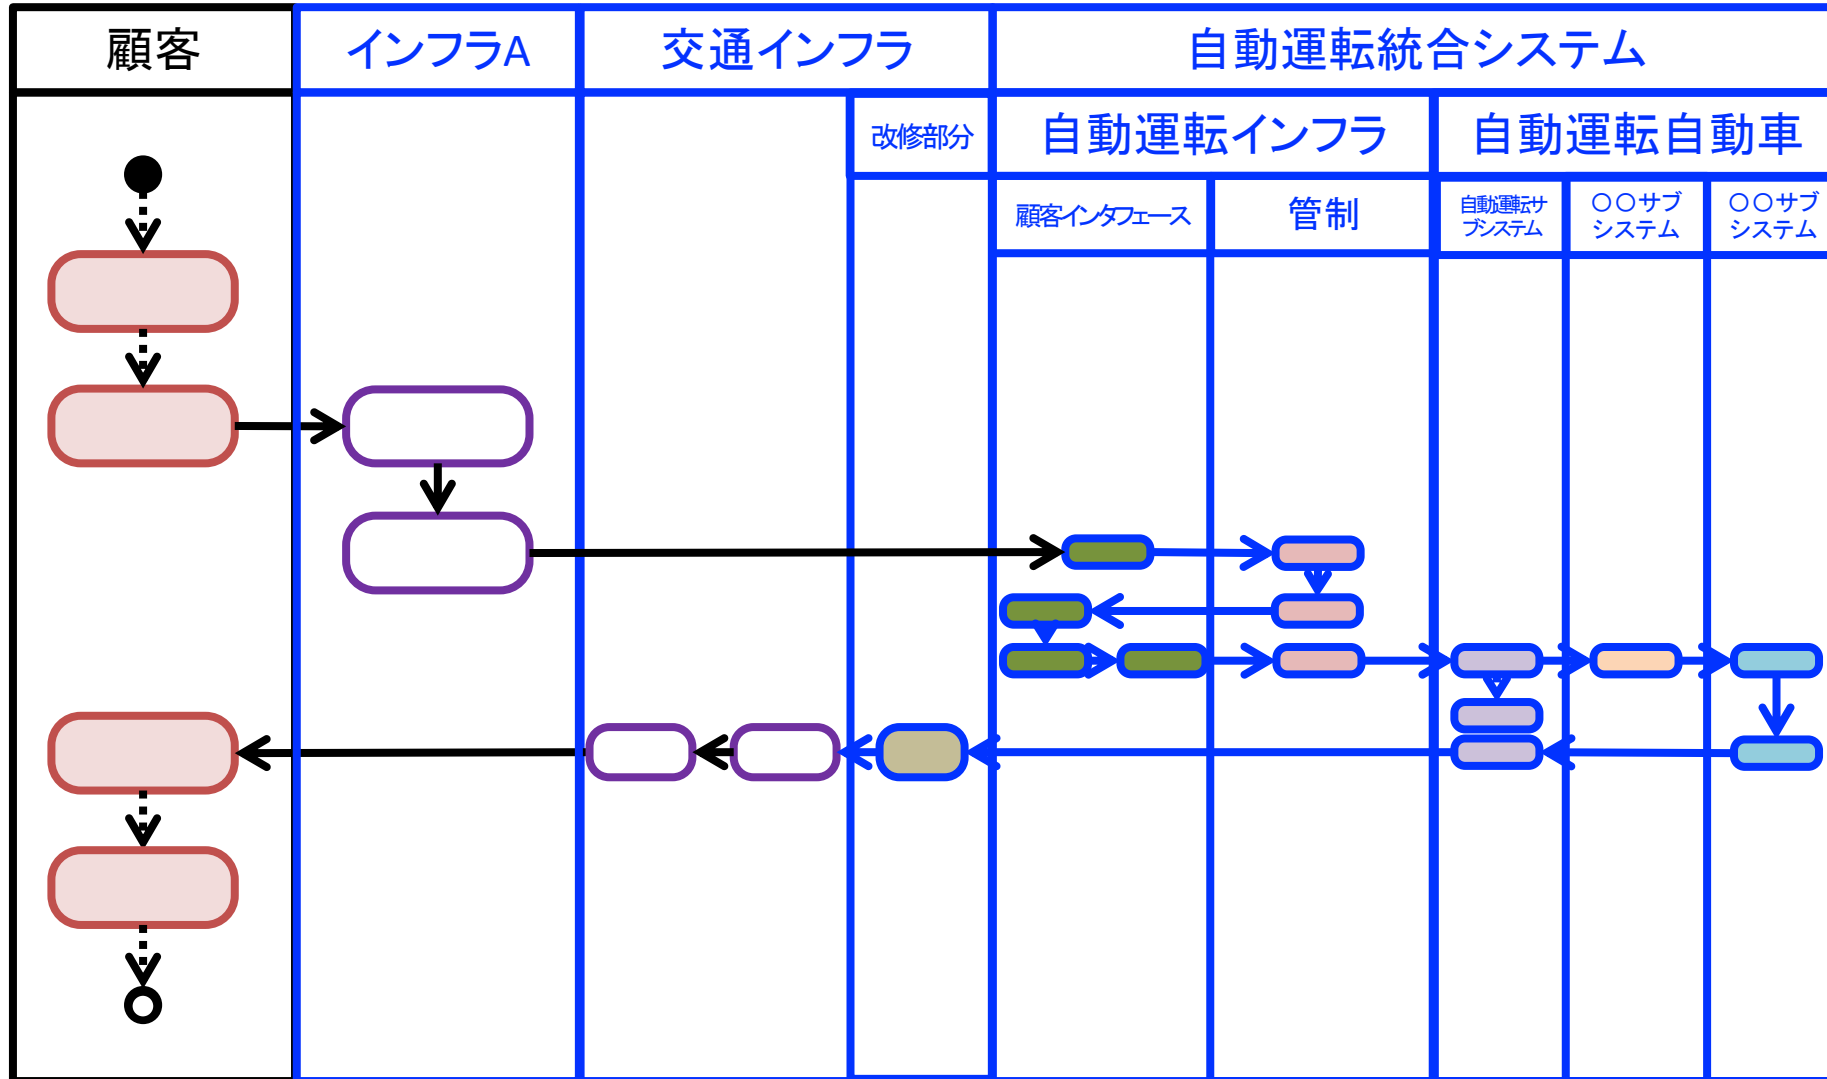 顧客
インフラA
交通インフラ
自動運転統合システム
改修部分
自動運転インフラ
自動運転自動車
顧客インタフェース
管制
自動運転サ
ブシステム
○○サブ
システム
○○サブ
システム